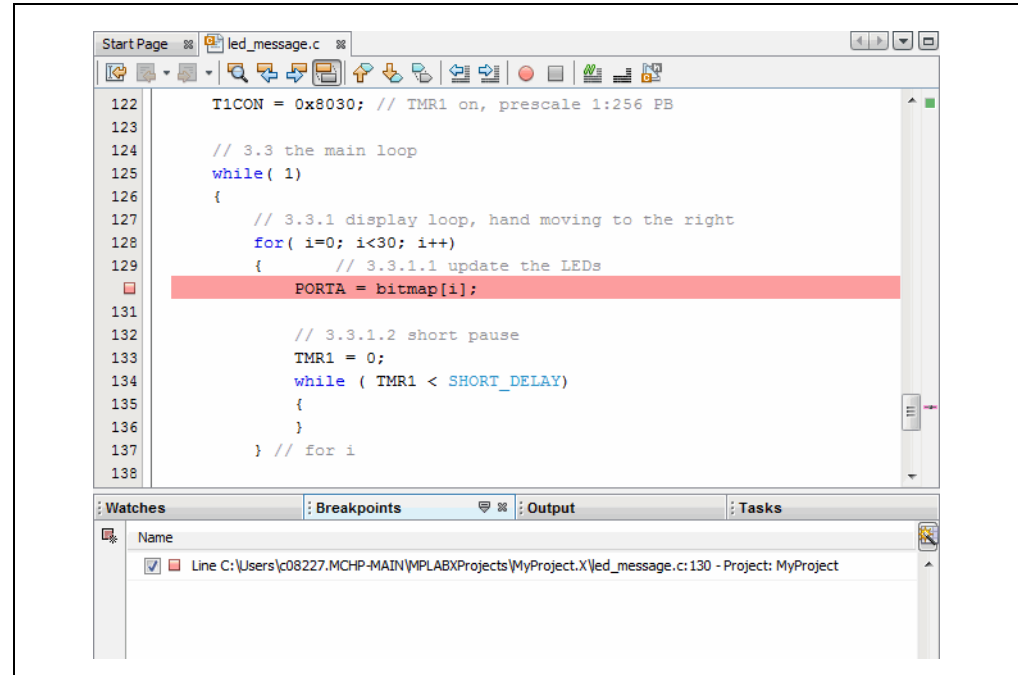 Start Page led_message.c
122 T1CON = 0x8030; // TMR1 on, prescale 1:256 PB
123
124 // 3.3 the main loop
125 while( 1)
126 {
127 // 3.3.1 display loop, hand moving to the right
128 for( i=0; i<30; i++)
129 { // 3.3.1.1 update the LEDs
PORTA = bitmap[i];
131
132 // 3.3.1.2 short pause
133 TMR1 = 0;
134 while ( TMR1 < SHORT_DELAY)
135 {
136 }
137 } // for i
138
Watches Breakpoints Output Tasks
Name
Line C:\Users\c08227.MCHP-MAIN\MPLABXProjects\MyProject.X\led_message.c:130 - Project: MyProject